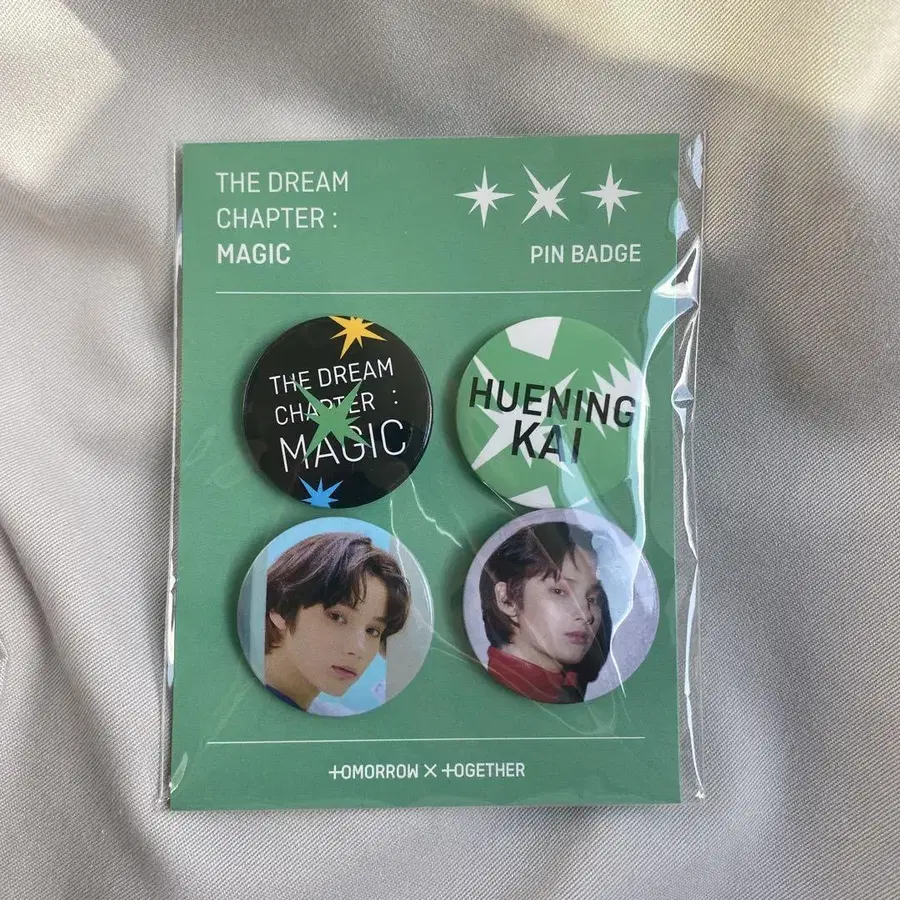 THE DREAM
CHAPTER :
MAGIC
PIN BADGE
THE DREAM
CHAPTER :
MAGIC
HUENING
KAI
TOMORROW X TOGETHER